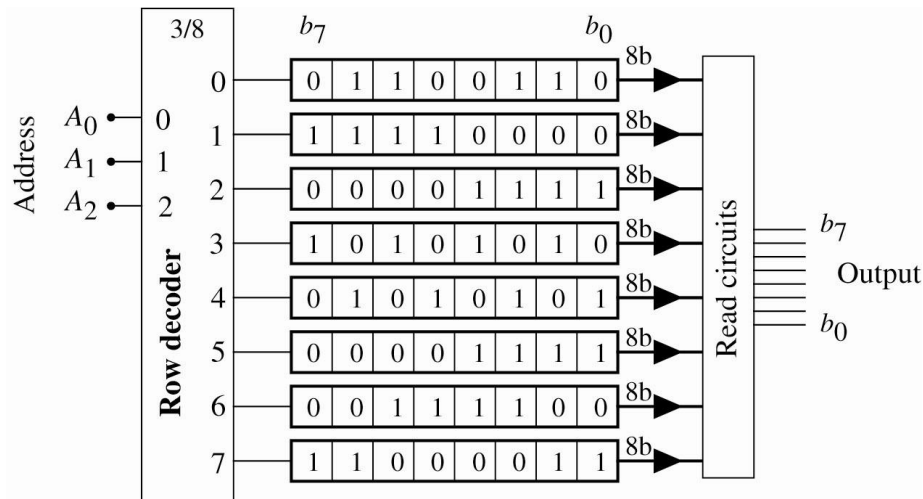 3/8
b7 b0
0 0 1 1 0 0 1 1 0 8b
1 1 1 1 1 0 0 0 0 8b
2 0 0 0 0 1 1 1 1 8b
3 1 0 1 0 1 0 1 0 8b
4 0 1 0 1 0 1 0 1 8b
5 0 0 0 0 1 1 1 1 8b
6 0 0 1 1 1 1 0 0 8b
7 1 1 0 0 0 0 1 1 8b
Address
A0 0
A1 1
A2 2
Row decoder
Read circuits
b7
Output
b0